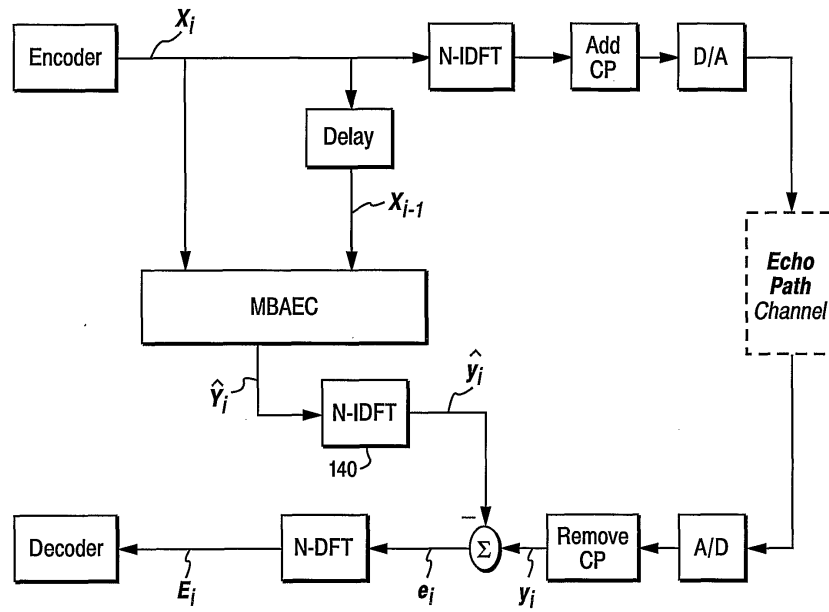 X_i
Encoder
N-IDFT
Add
CP
D/A
Delay
X_{i-1}
Echo
Path
Channel
MBAEC
Ŷ_i
N-IDFT
ŷ_i
140
–
Decoder
N-DFT
Σ
Remove
CP
A/D
E_i
e_i
y_i